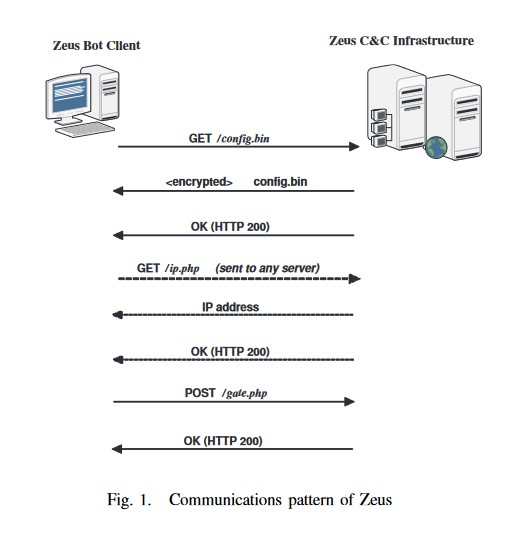 Zeus Bot Client
Zeus C&C Infrastructure
GET /config.bin
<encrypted> config.bin
OK (HTTP 200)
GET /ip.php (sent to any server)
IP address
OK (HTTP 200)
POST /gate.php
OK (HTTP 200)
Fig. 1. Communications pattern of Zeus